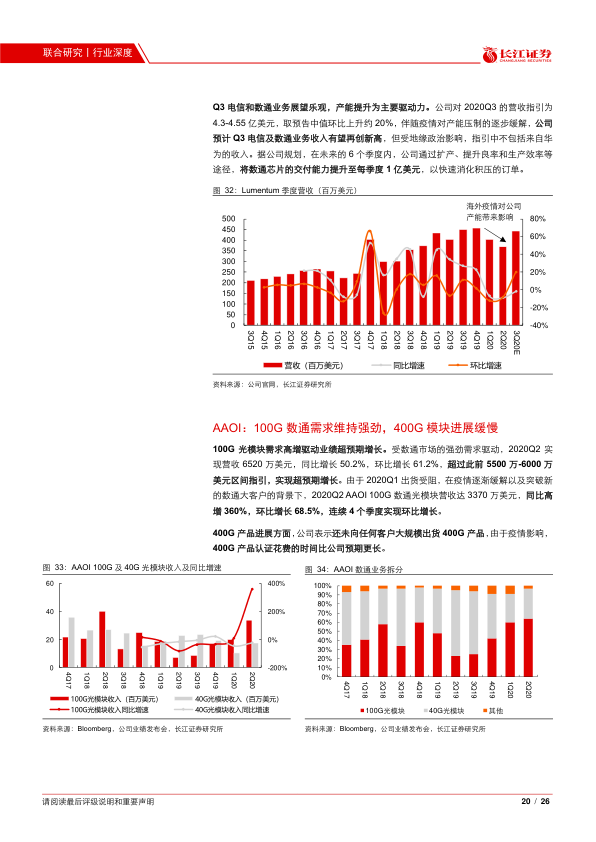 联合研究丨行业深度
长江证券
CHANGJIANG SECURITIES
Q3 电信和数通业务展望乐观，产能提升为主要驱动力。公司对 2020Q3 的营收指引为
4.3-4.55 亿美元，取预告中值环比上升约 20%，伴随疫情对产能压制的逐步缓解，公司
预计 Q3 电信及数通业务收入有望再创新高，但受地缘政治影响，指引中不包括来自华
为的收入。据公司规划，在未来的 6 个季度内，公司通过扩产、提升良率和生产效率等
途径，将数通芯片的交付能力提升至每季度 1 亿美元，以快速消化积压的订单。
图 32：Lumentum 季度营收（百万美元）
海外疫情对公司
产能带来影响
500 450 400 350 300 250 200 150 100 50 0
80% 60% 40% 20% 0% -20% -40%
3Q15 4Q15 1Q16 2Q16 3Q16 4Q16 1Q17 2Q17 3Q17 4Q17 1Q18 2Q18 3Q18 4Q18 1Q19 2Q19 3Q19 4Q19 1Q20 2Q20 3Q20E
营收（百万美元） 同比增速 环比增速
资料来源：公司官网，长江证券研究所
AAOI：100G 数通需求维持强劲，400G 模块进展缓慢
100G 光模块需求高增驱动业绩超预期增长。受数通市场的强劲需求驱动，2020Q2 实
现营收 6520 万美元，同比增长 50.2%，环比增长 61.2%，超过此前 5500 万-6000 万
美元区间指引，实现超预期增长。由于 2020Q1 出货受阻，在疫情逐渐缓解以及突破新
的数通大客户的背景下，2020Q2 AAOI 100G 数通光模块营收达 3370 万美元，同比高
增 360%，环比增长 68.5%，连续 4 个季度实现环比增长。
400G 产品进展方面，公司表示还未向任何客户大规模出货 400G 产品，由于疫情影响，
400G 产品认证花费的时间比公司预期更长。
图 33：AAOI 100G 及 40G 光模块收入及同比增速
60 40 20 0
400% 200% 0% -200%
4Q17 1Q18 2Q18 3Q18 4Q18 1Q19 2Q19 3Q19 4Q19 1Q20 2Q20
100G光模块收入（百万美元） 40G光模块收入（百万美元）
100G光模块收入同比增速 40G光模块收入同比增速
资料来源：Bloomberg，公司业绩发布会，长江证券研究所
图 34：AAOI 数通业务拆分
100% 90% 80% 70% 60% 50% 40% 30% 20% 10% 0%
4Q17 1Q18 2Q18 3Q18 4Q18 1Q19 2Q19 3Q19 4Q19 1Q20 2Q20
100G光模块 40G光模块 其他
资料来源：Bloomberg，公司业绩发布会，长江证券研究所
请阅读最后评级说明和重要声明
20 / 26